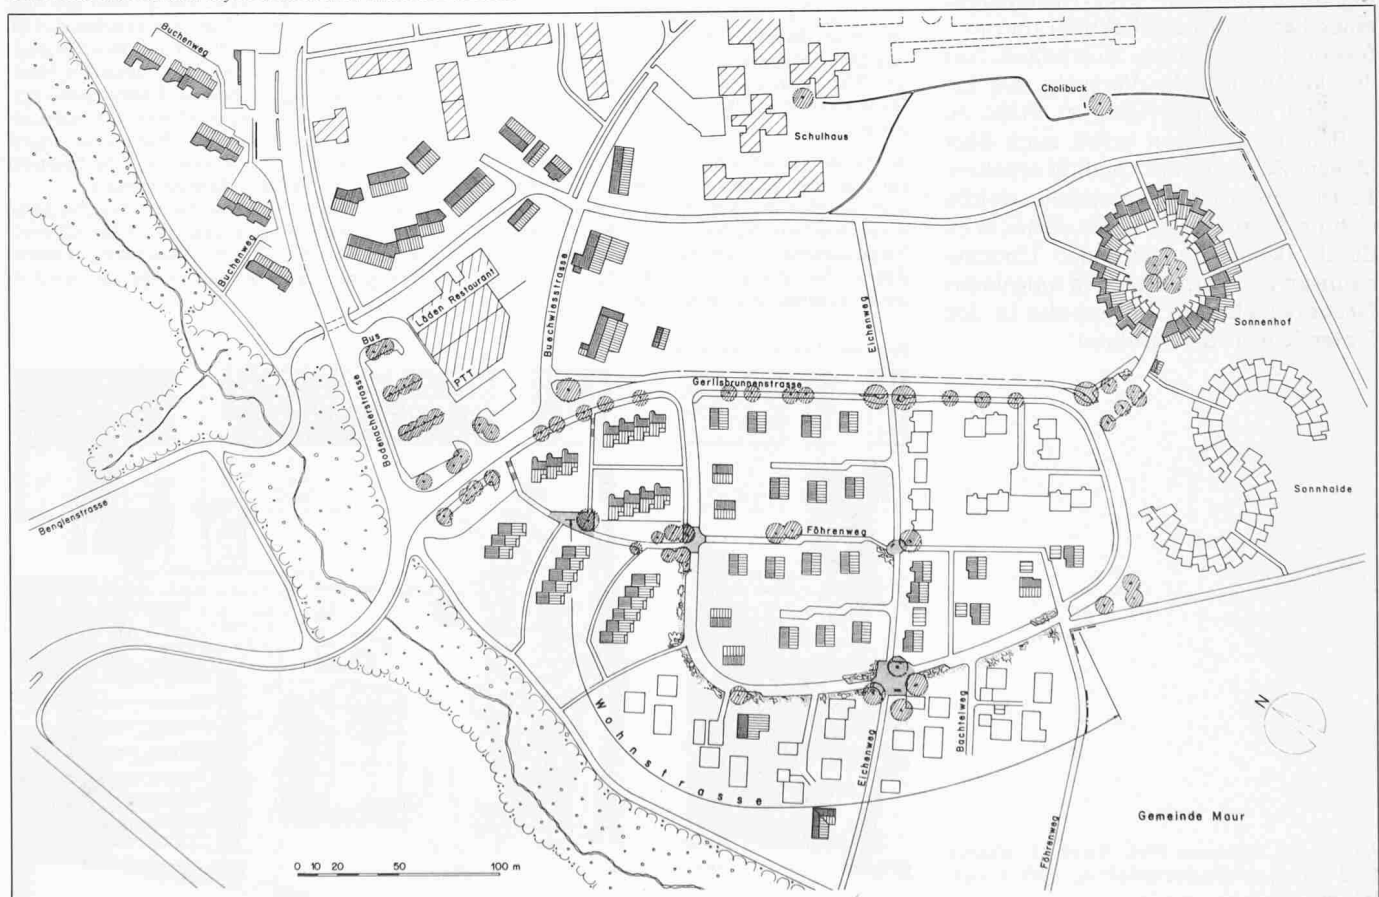 Buchenweg
Cholibuck
Schulhaus
Buchenweg
Läden Restaurant
Buechwiesstrasse
Eichenweg
Sonnenhof
Bus
PTT
Bodenacherstrasse
Gerlisbrunnenstrasse
Sonnhalde
Benglenstrasse
Föhrenweg
Wohnstrasse
Bachtelweg
Eichenweg
N
Gemeinde Maur
Föhrenweg
0 10 20 50 100 m